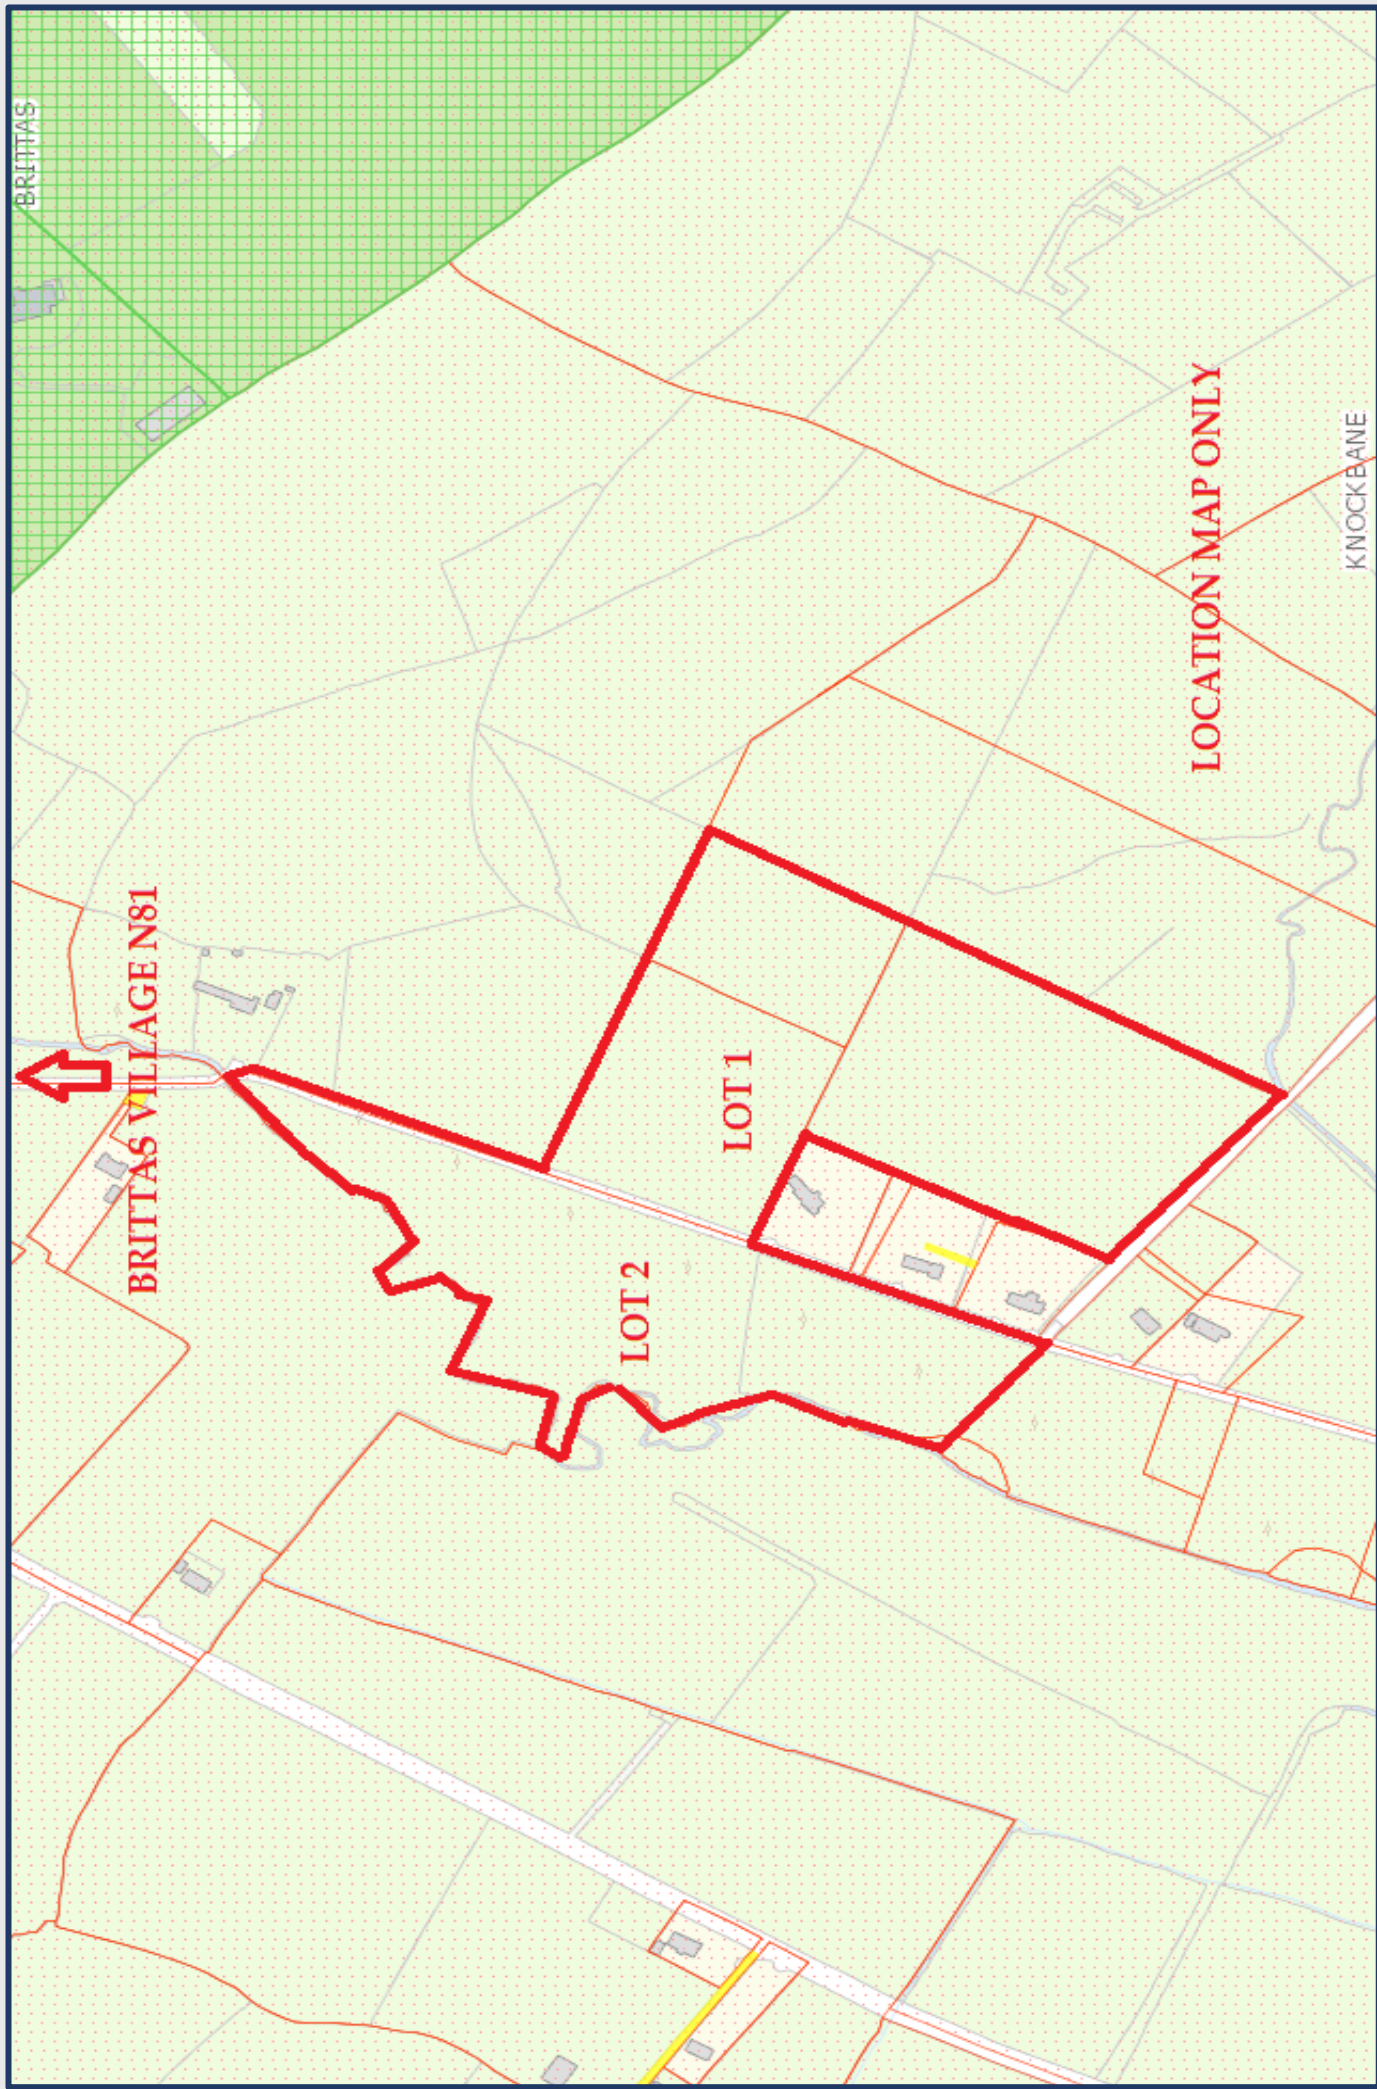 BRITTAS
BRITTAS VILLAGE N81
LOT 1
LOT 2
LOCATION MAP ONLY
KNOCKBANE